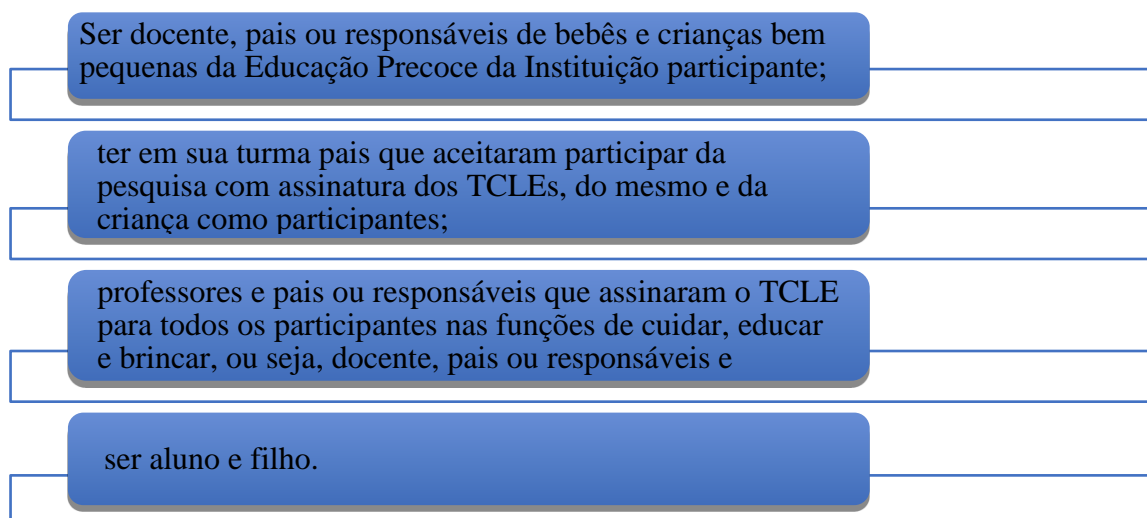 Ser docente, pais ou responsáveis de bebês e crianças bem
pequenas da Educação Precoce da Instituição participante;
ter em sua turma pais que aceitaram participar da
pesquisa com assinatura dos TCLEs, do mesmo e da
criança como participantes;
professores e pais ou responsáveis que assinaram o TCLE
para todos os participantes nas funções de cuidar, educar
e brincar, ou seja, docente, pais ou responsáveis e
ser aluno e filho.